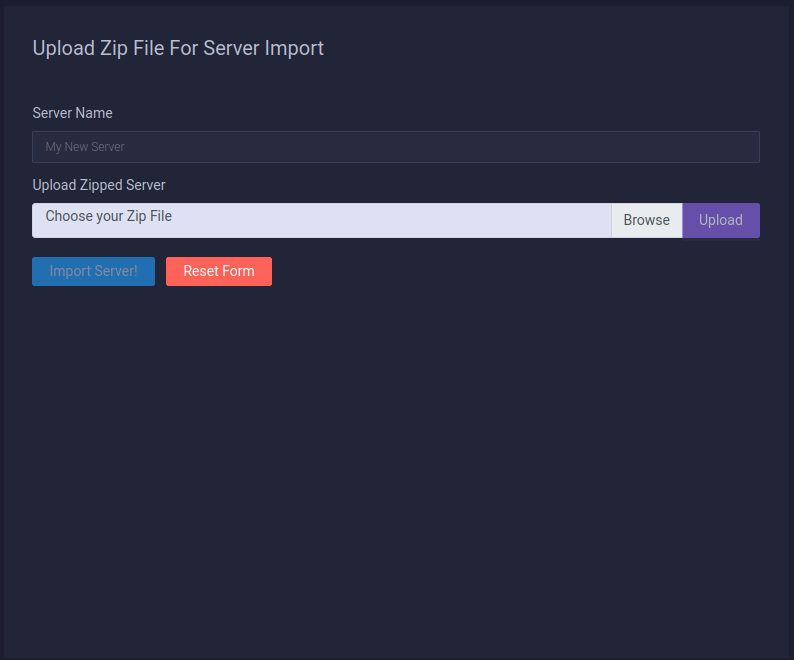 Upload Zip File For Server Import
Server Name
My New Server
Upload Zipped Server
Choose your Zip File Browse Upload
Import Server! Reset Form